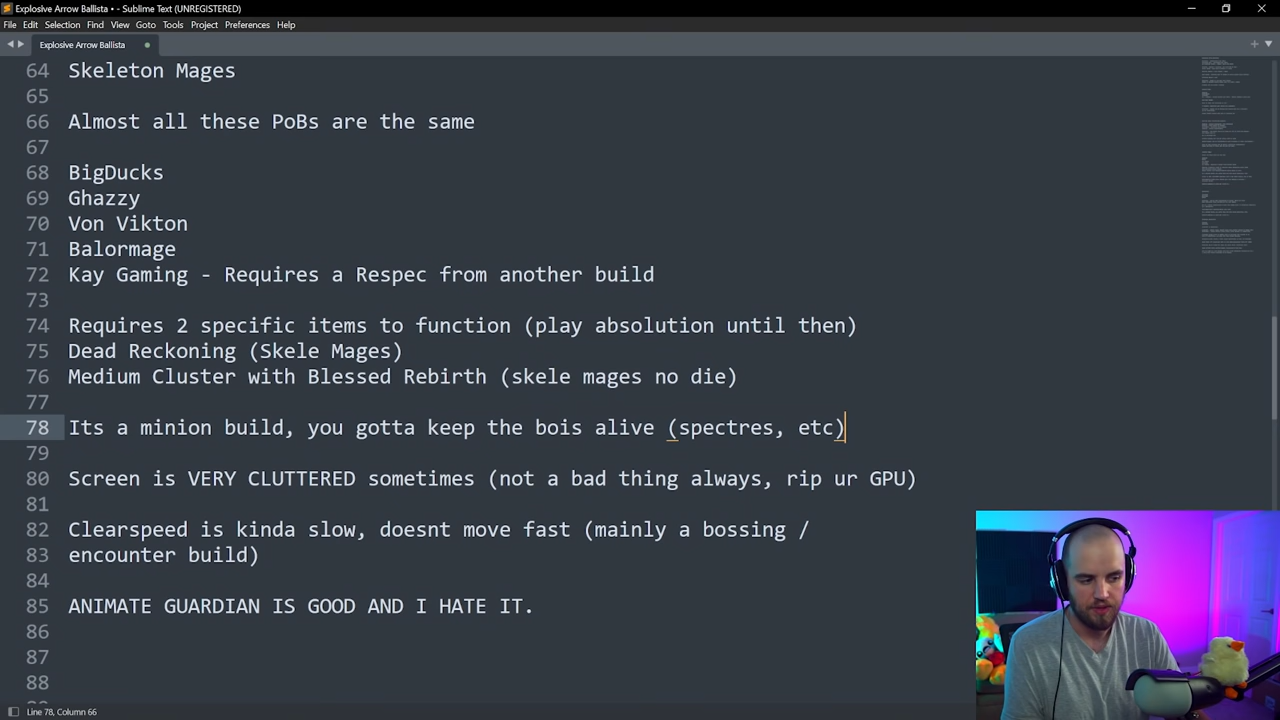 Explosive Arrow Ballista • - Sublime Text (UNREGISTERED)
File Edit Selection Find View Goto Tools Project Preferences Help
Explosive Arrow Ballista
64 Skeleton Mages
65
66 Almost all these PoBs are the same
67
68 BigDucks
69 Ghazzy
70 Von Vikton
71 Balormage
72 Kay Gaming - Requires a Respec from another build
73
74 Requires 2 specific items to function (play absolution until then)
75 Dead Reckoning (Skele Mages)
76 Medium Cluster with Blessed Rebirth (skele mages no die)
77
78 Its a minion build, you gotta keep the bois alive (spectres, etc)
79
80 Screen is VERY CLUTTERED sometimes (not a bad thing always, rip ur GPU)
81
82 Clearspeed is kinda slow, doesnt move fast (mainly a bossing /
83 encounter build)
84
85 ANIMATE GUARDIAN IS GOOD AND I HATE IT.
86
87
88
Line 78, Column 66